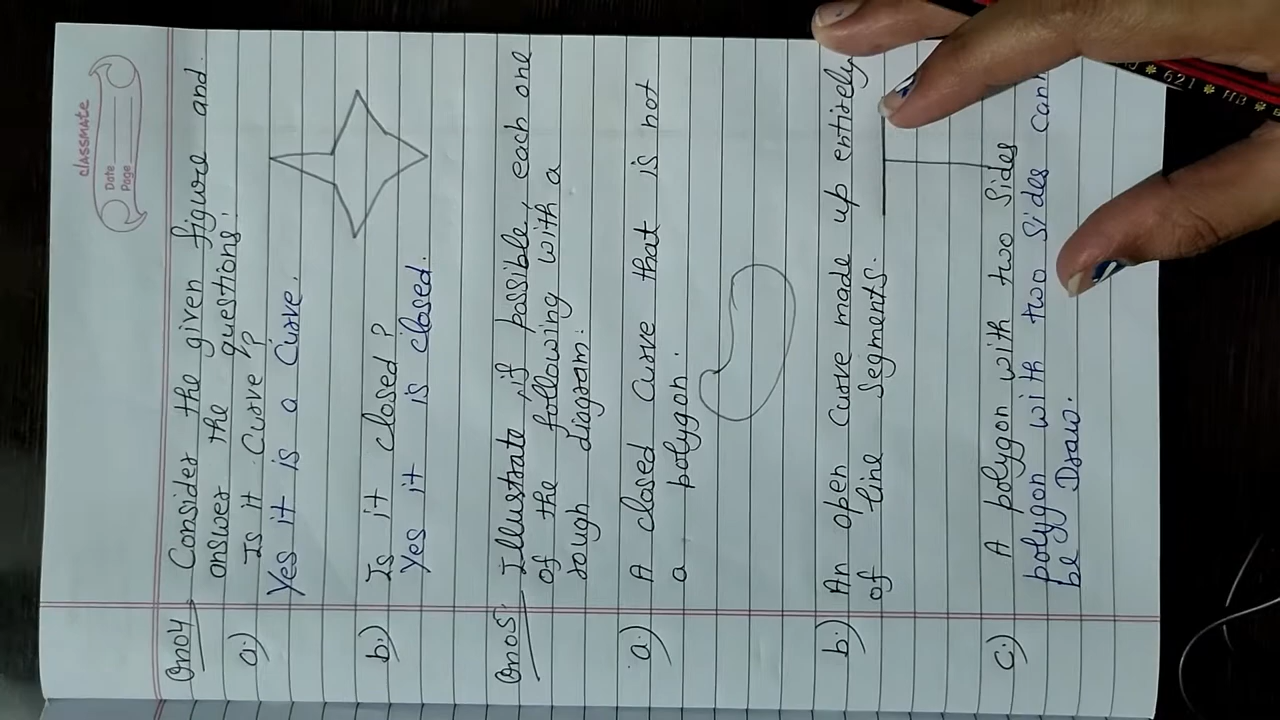 classmate
Date
Page
Qno4. Consider the given figure and
answer the questions:
a.) Is it Curve?
Yes it is a Curve.
b.) Is it closed?
Yes it is closed.
Qno5. Illustrate, if possible, each one
of the following with a
rough diagram:
a.) A closed Curve that is not
a polygon.
b.) An open Curve made up entirely
of line segments.
c.) A polygon with two sides
polygon with two sides
be Draw.
621 HB